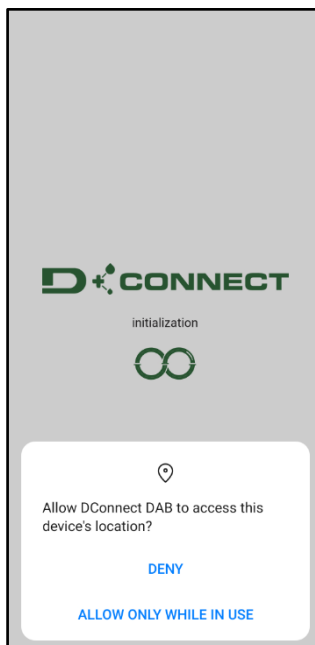 D CONNECT
initialization
Allow DConnect DAB to access this
device's location?
DENY
ALLOW ONLY WHILE IN USE